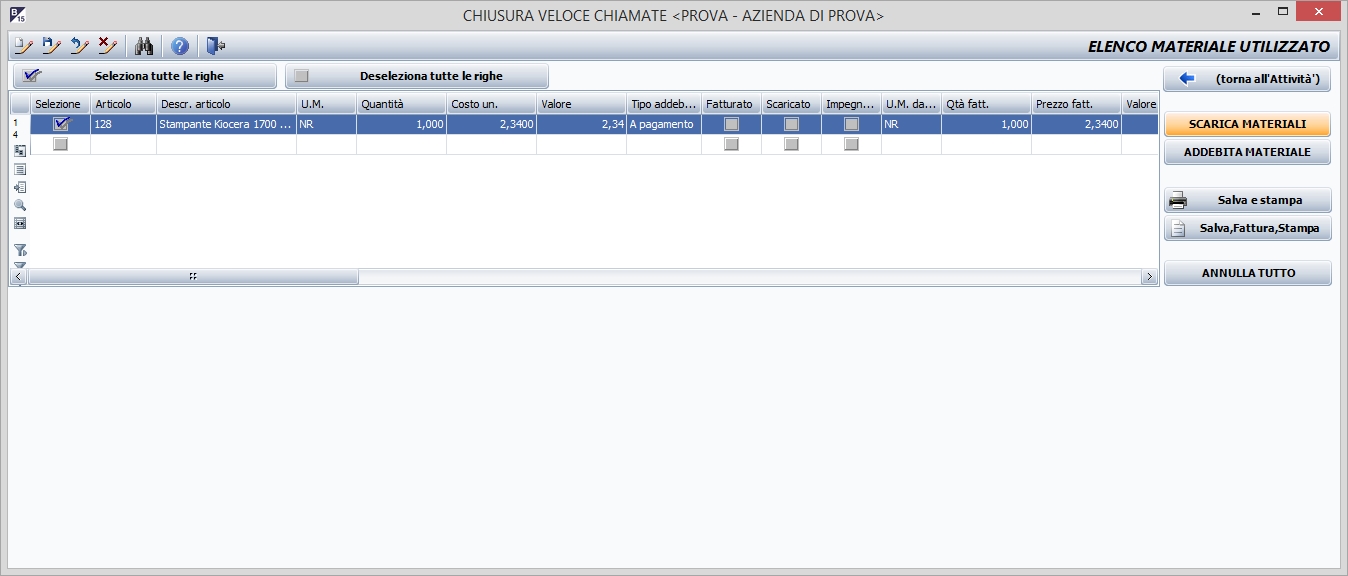 CHIUSURA VELOCE CHIAMATE <PROVA - AZIENDA DI PROVA>
ELENCO MATERIALE UTILIZZATO
Seleziona tutte le righe
Deseleziona tutte le righe
(torna all'Attività')
Selezione Articolo Descr. articolo U.M. Quantità Costo un. Valore Tipo addeb... Fatturato Scaricato Impegn... U.M. da... Qtà fatt. Prezzo fatt. Valore
1
4
128 Stampante Kiocera 1700 ... NR 1,000 2,3400 2,34 A pagamento NR 1,000 2,3400
SCARICA MATERIALI
ADDEBITA MATERIALE
Salva e stampa
Salva,Fattura,Stampa
ANNULLA TUTTO